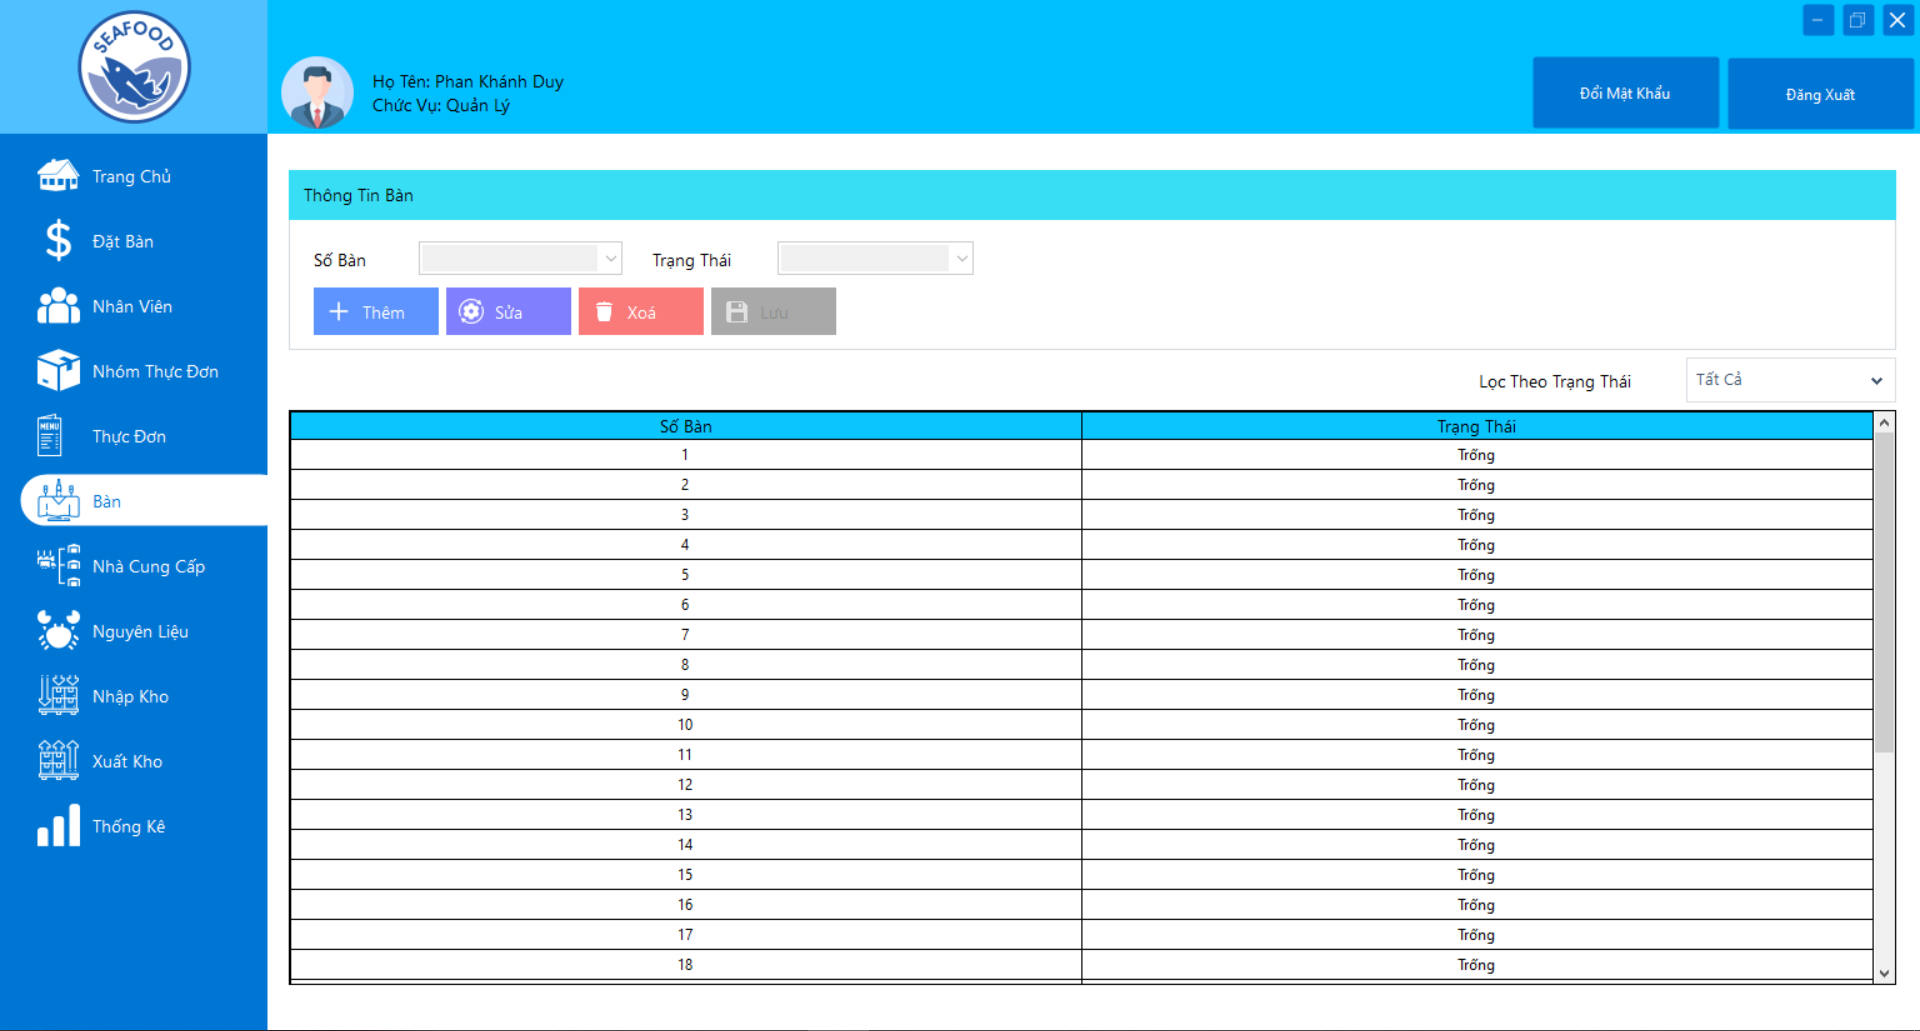 SEAFOOD
Họ Tên: Phan Khánh Duy
Chức Vụ: Quản Lý
Đổi Mật Khẩu
Đăng Xuất
Trang Chủ
Đặt Bàn
Nhân Viên
Nhóm Thực Đơn
MENU
Thực Đơn
Bàn
Nhà Cung Cấp
Nguyên Liệu
Nhập Kho
Xuất Kho
Thống Kê
Thông Tin Bàn
Số Bàn
Trạng Thái
Thêm
Sửa
Xoá
Lưu
Lọc Theo Trạng Thái
Tất Cả
Số Bàn Trạng Thái
1 Trống
2 Trống
3 Trống
4 Trống
5 Trống
6 Trống
7 Trống
8 Trống
9 Trống
10 Trống
11 Trống
12 Trống
13 Trống
14 Trống
15 Trống
16 Trống
17 Trống
18 Trống